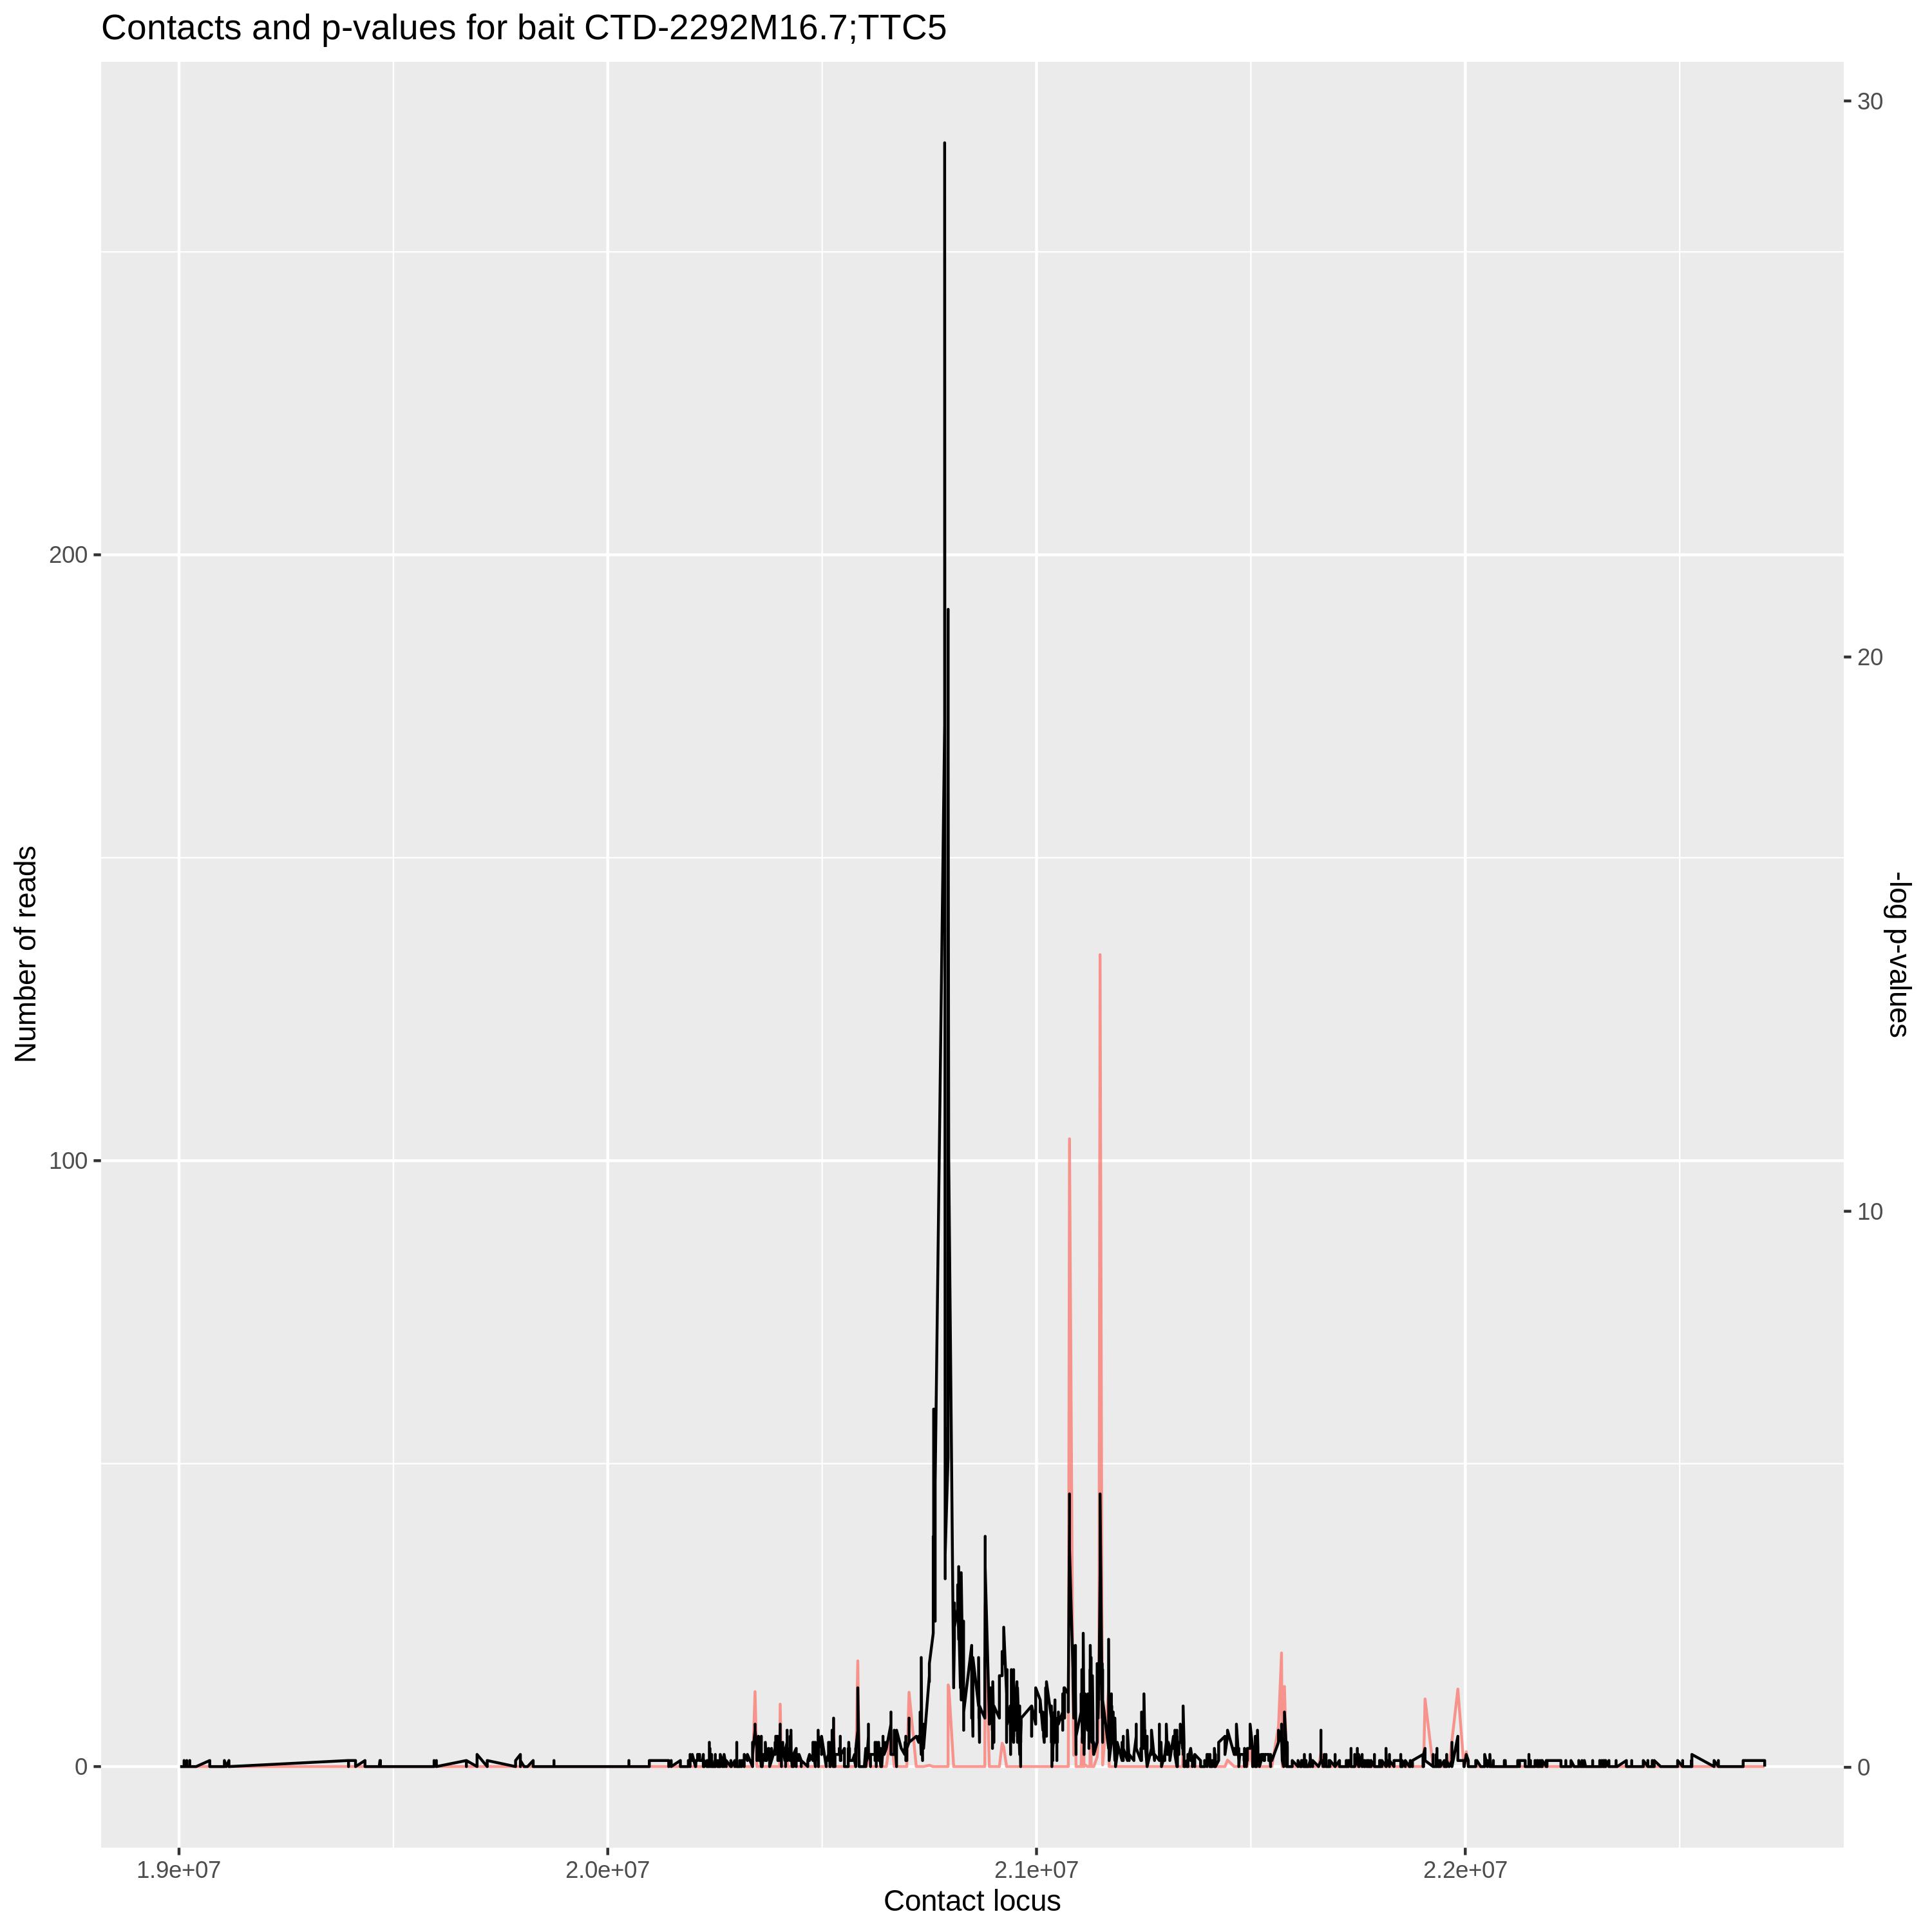 Contacts and p-values for bait CTD-2292M16.7;TTC5
30
200
20
Number of reads
-log p-values
100
10
0
0
1.9e+07
2.0e+07
2.1e+07
2.2e+07
Contact locus